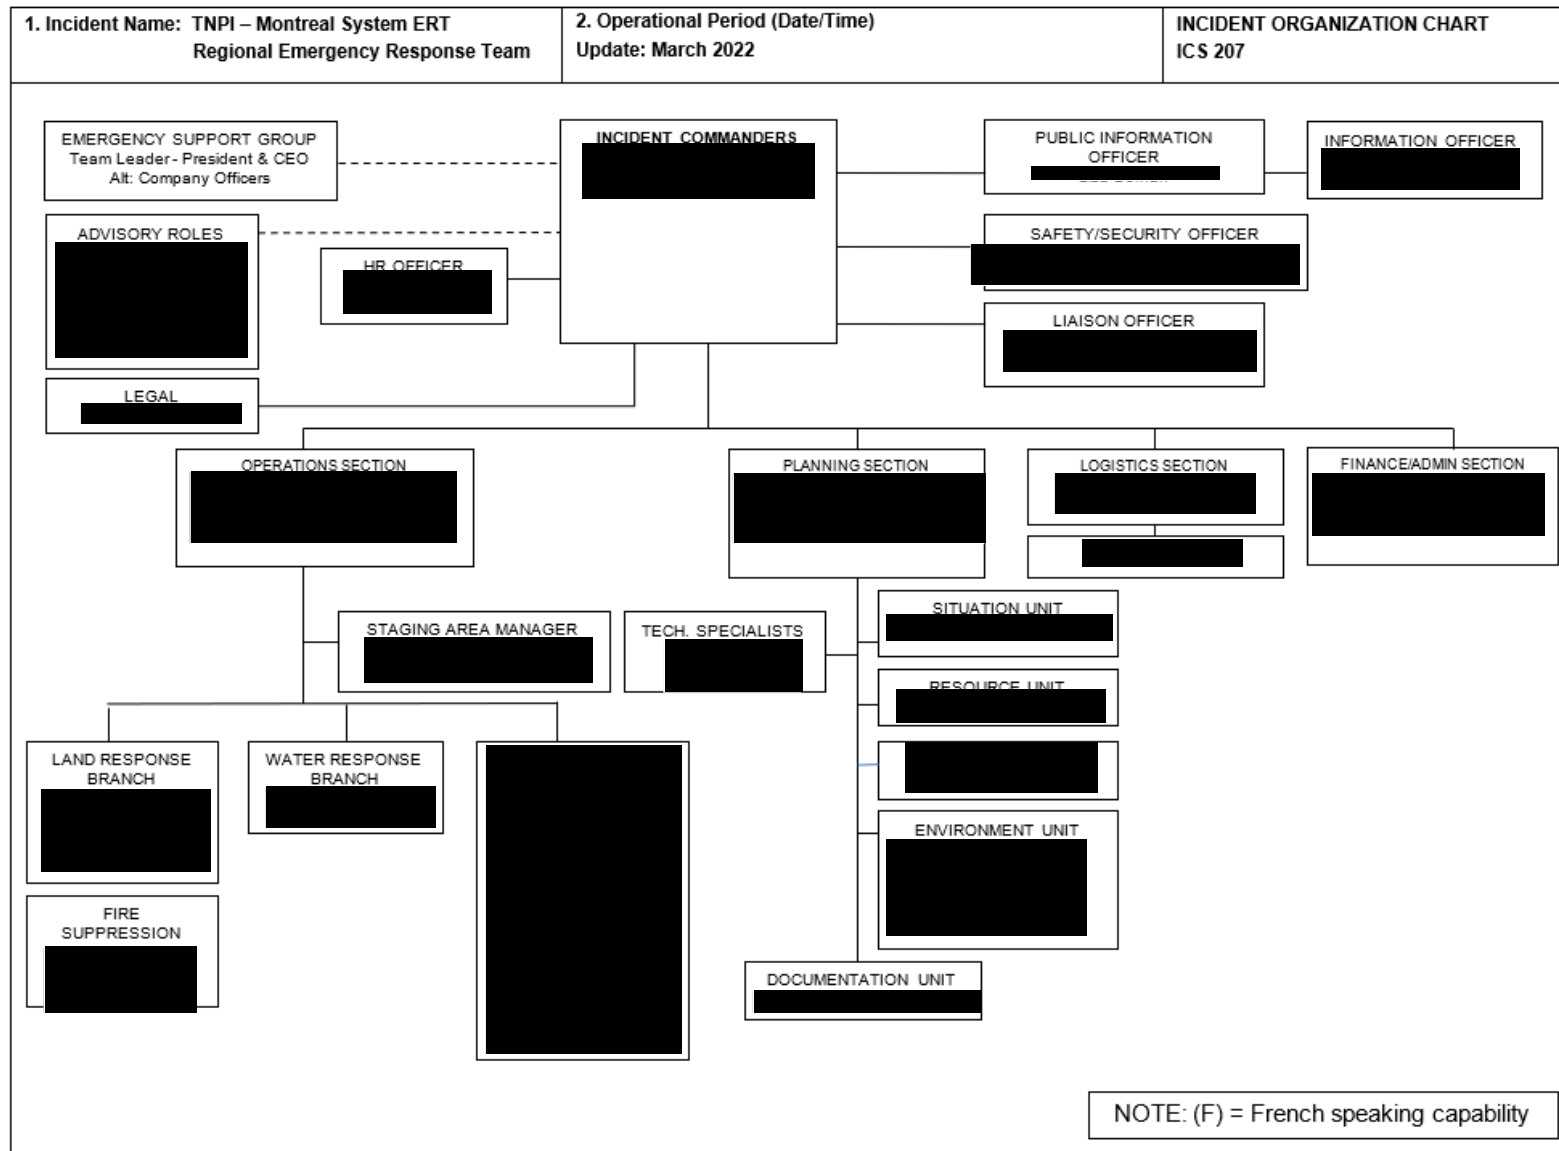 1. Incident Name: TNPI – Montreal System ERT
Regional Emergency Response Team
2. Operational Period (Date/Time)
Update: March 2022
INCIDENT ORGANIZATION CHART
ICS 207
EMERGENCY SUPPORT GROUP
Team Leader - President & CEO
Alt: Company Officers
INCIDENT COMMANDERS
PUBLIC INFORMATION
OFFICER
INFORMATION OFFICER
ADVISORY ROLES
HR OFFICER
SAFETY/SECURITY OFFICER
LIAISON OFFICER
LEGAL
OPERATIONS SECTION
PLANNING SECTION
LOGISTICS SECTION
FINANCE/ADMIN SECTION
STAGING AREA MANAGER
TECH. SPECIALISTS
SITUATION UNIT
RESOURCE UNIT
LAND RESPONSE
BRANCH
WATER RESPONSE
BRANCH
ENVIRONMENT UNIT
FIRE
SUPPRESSION
DOCUMENTATION UNIT
NOTE: (F) = French speaking capability